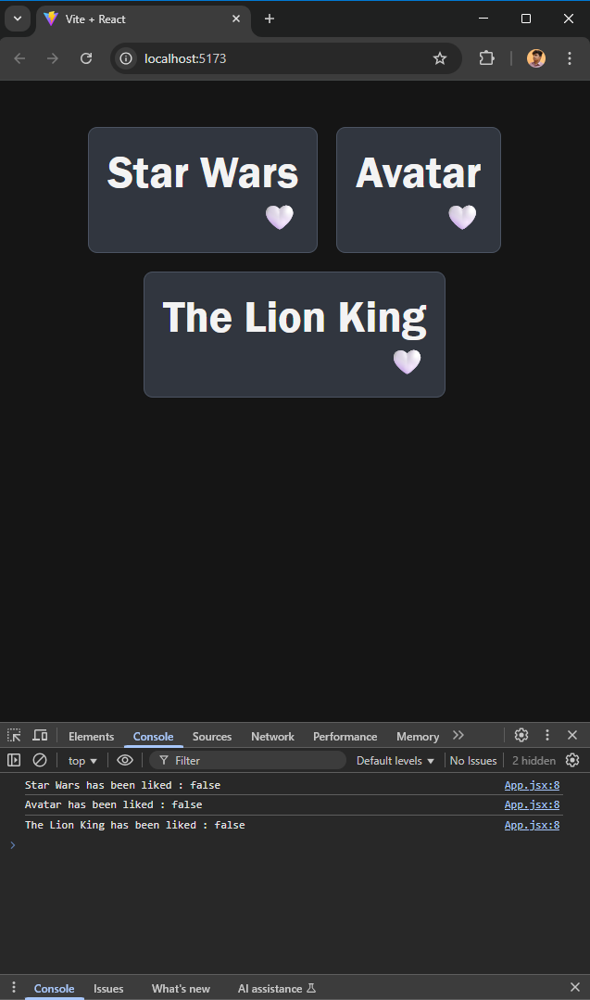 Vite + React
localhost:5173
Star Wars
Avatar
The Lion King
Elements Console Sources Network Performance Memory
top Filter Default levels No Issues 2 hidden
Star Wars has been liked : false App.jsx:8
Avatar has been liked : false App.jsx:8
The Lion King has been liked : false App.jsx:8
Console Issues What's new AI assistance